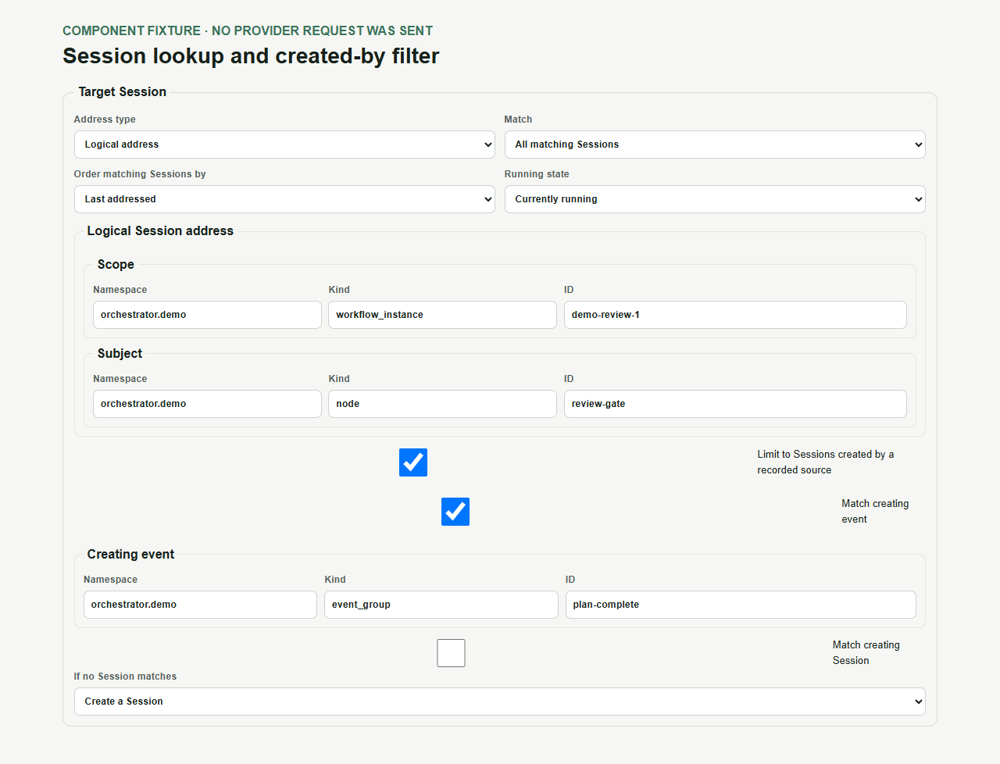 COMPONENT FIXTURE · NO PROVIDER REQUEST WAS SENT
Session lookup and created-by filter
Target Session
Address type
Match
Logical address
All matching Sessions
Order matching Sessions by
Running state
Last addressed
Currently running
Logical Session address
Scope
Namespace
Kind
ID
orchestrator.demo
workflow_instance
demo-review-1
Subject
Namespace
Kind
ID
orchestrator.demo
node
review-gate
Limit to Sessions created by a
recorded source
Match creating
event
Creating event
Namespace
Kind
ID
orchestrator.demo
event_group
plan-complete
Match creating
Session
If no Session matches
Create a Session